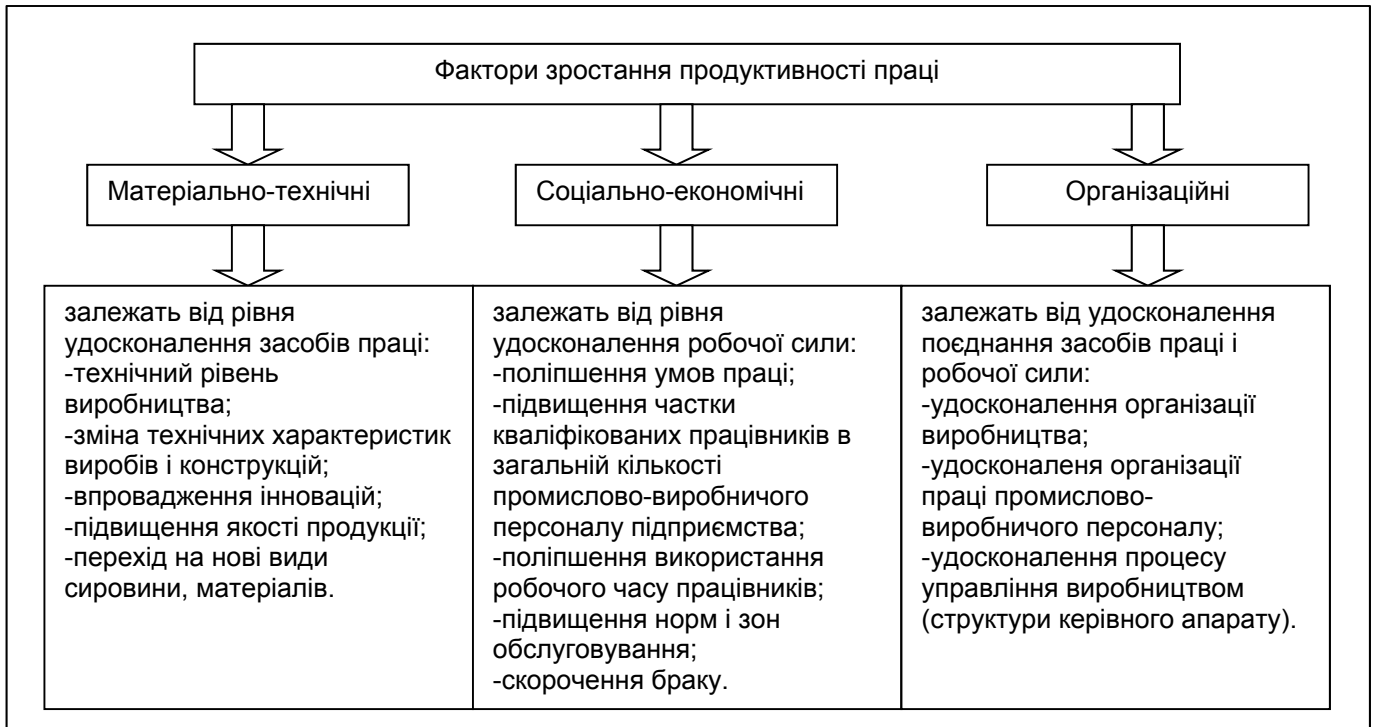 Фактори зростання продуктивності праці
Матеріально-технічні
Соціально-економічні
Організаційні
залежать від рівня
удосконалення засобів праці:
-технічний рівень
виробництва;
-зміна технічних характеристик
виробів і конструкцій;
-впровадження інновацій;
-підвищення якості продукції;
-перехід на нові види
сировини, матеріалів.
залежать від рівня
удосконалення робочої сили:
-поліпшення умов праці;
-підвищення частки
кваліфікованих працівників в
загальній кількості
промислово-виробничого
персоналу підприємства;
-поліпшення використання
робочого часу працівників;
-підвищення норм і зон
обслуговування;
-скорочення браку.
залежать від удосконалення
поєднання засобів праці і
робочої сили:
-удосконалення організації
виробництва;
-удосконаленя організації
праці промислово-
виробничого персоналу;
-удосконалення процесу
управління виробництвом
(структури керівного апарату).